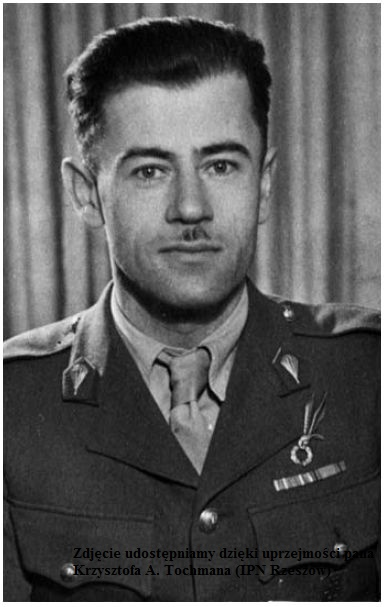 Zdjęcie udostępniamy dzięki uprzejmości pana
Krzysztofa A. Tochmana (IPN Rzeszów)